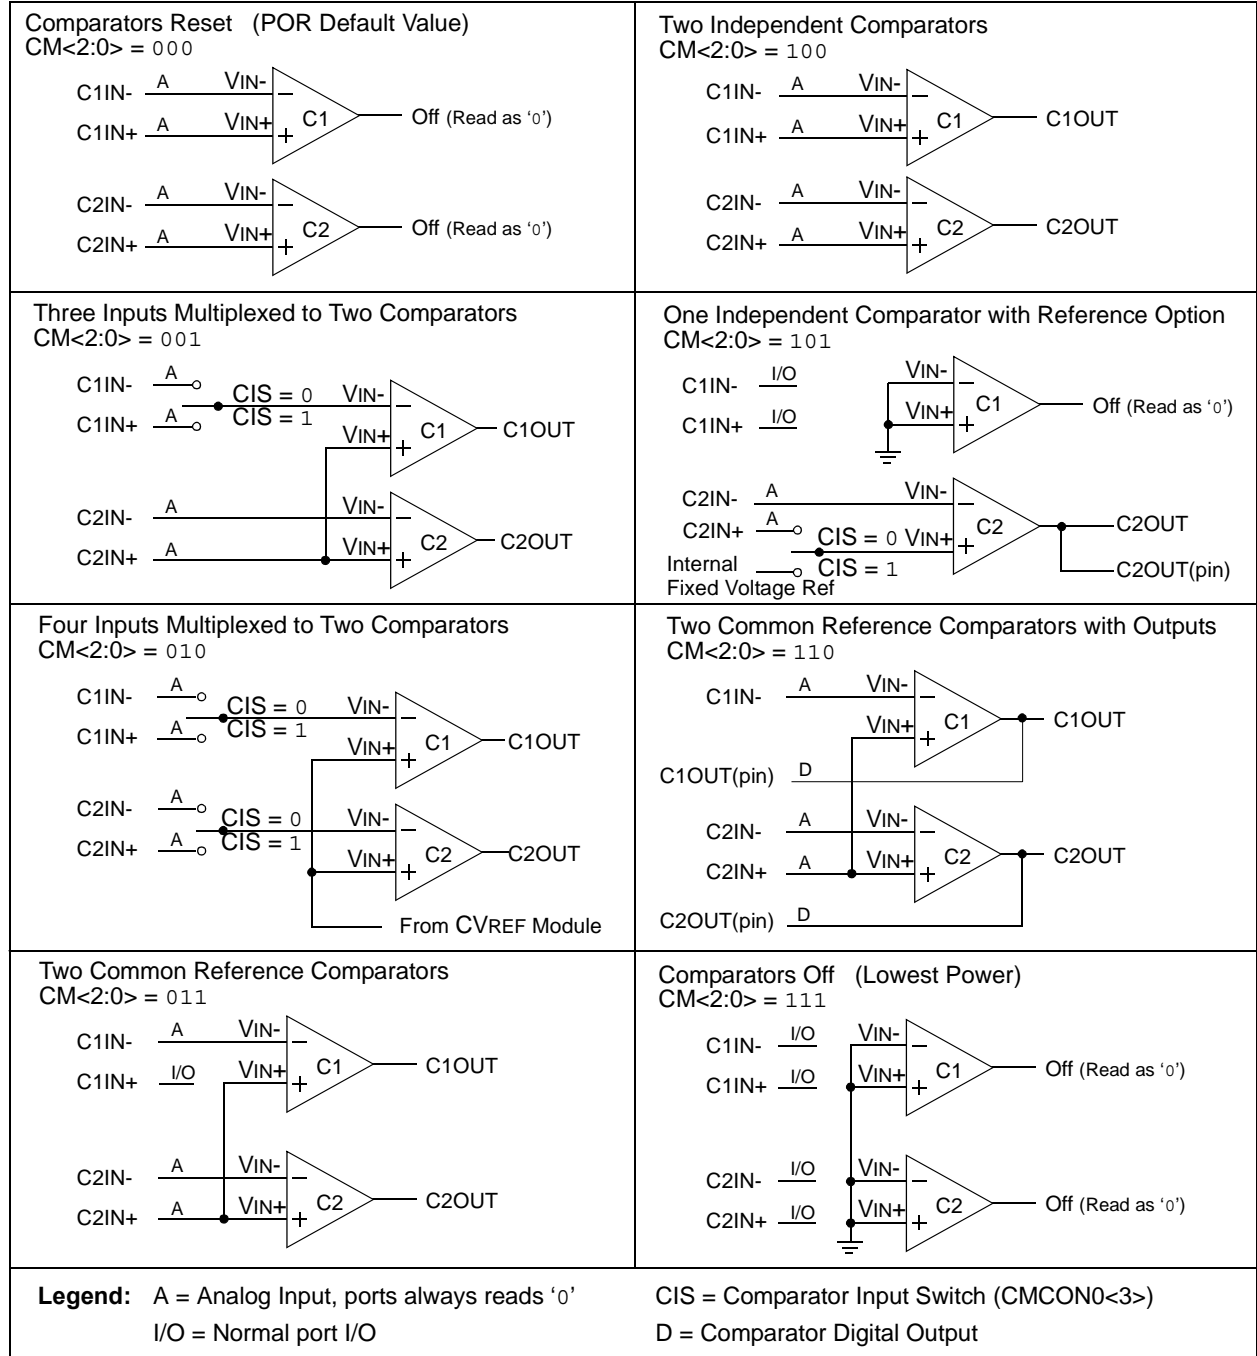 Comparators Reset (POR Default Value)
CM<2:0> = 000
C1IN- A VIN-
C1 Off (Read as ‘0’)
C1IN+ A VIN+
C2IN- A VIN-
C2 Off (Read as ‘0’)
C2IN+ A VIN+
Two Independent Comparators
CM<2:0> = 100
C1IN- A VIN-
C1 C1OUT
C1IN+ A VIN+
C2IN- A VIN-
C2 C2OUT
C2IN+ A VIN+
Three Inputs Multiplexed to Two Comparators
CM<2:0> = 001
C1IN- A
CIS = 0 VIN-
C1IN+ A CIS = 1
VIN+ C1 C1OUT
C2IN- A VIN-
C2 C2OUT
C2IN+ A VIN+
One Independent Comparator with Reference Option
CM<2:0> = 101
C1IN- I/O VIN-
C1 Off (Read as ‘0’)
C1IN+ I/O VIN+
C2IN- A VIN-
C2IN+ A C2 C2OUT
CIS = 0 VIN+
Internal CIS = 1 C2OUT(pin)
Fixed Voltage Ref
Four Inputs Multiplexed to Two Comparators
CM<2:0> = 010
C1IN- A
CIS = 0 VIN-
C1IN+ A CIS = 1
VIN+ C1 C1OUT
C2IN- A
CIS = 0 VIN-
C2IN+ A CIS = 1
VIN+ C2 C2OUT
From CVREF Module
Two Common Reference Comparators with Outputs
CM<2:0> = 110
C1IN- A VIN-
VIN+ C1 C1OUT
C1OUT(pin) D
C2IN- A VIN-
C2IN+ A VIN+ C2 C2OUT
C2OUT(pin) D
Two Common Reference Comparators
CM<2:0> = 011
C1IN- A VIN-
C1 C1OUT
C1IN+ I/O VIN+
C2IN- A VIN-
C2 C2OUT
C2IN+ A VIN+
Comparators Off (Lowest Power)
CM<2:0> = 111
C1IN- I/O VIN-
C1 Off (Read as ‘0’)
C1IN+ I/O VIN+
C2IN- I/O VIN-
C2 Off (Read as ‘0’)
C2IN+ I/O VIN+
Legend: A = Analog Input, ports always reads ‘0’ CIS = Comparator Input Switch (CMCON0<3>)
I/O = Normal port I/O D = Comparator Digital Output